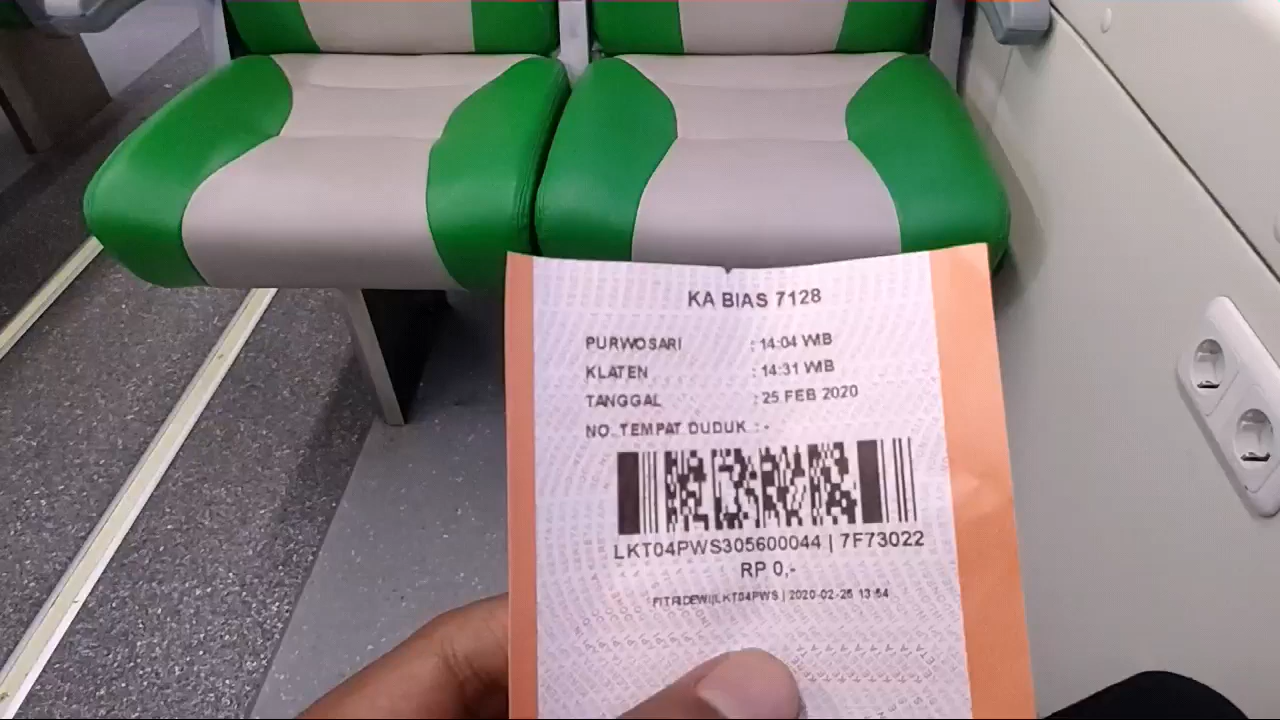 KA BIAS 7128
PURWOSARI : 14:04 WIB
KLATEN : 14:31 WIB
TANGGAL : 25 FEB 2020
NO. TEMPAT DUDUK : -
LKT04PWS305600044 | 7F73022
RP 0,-
FITRIDEWI|LKT04PWS | 2020-02-25 13:54